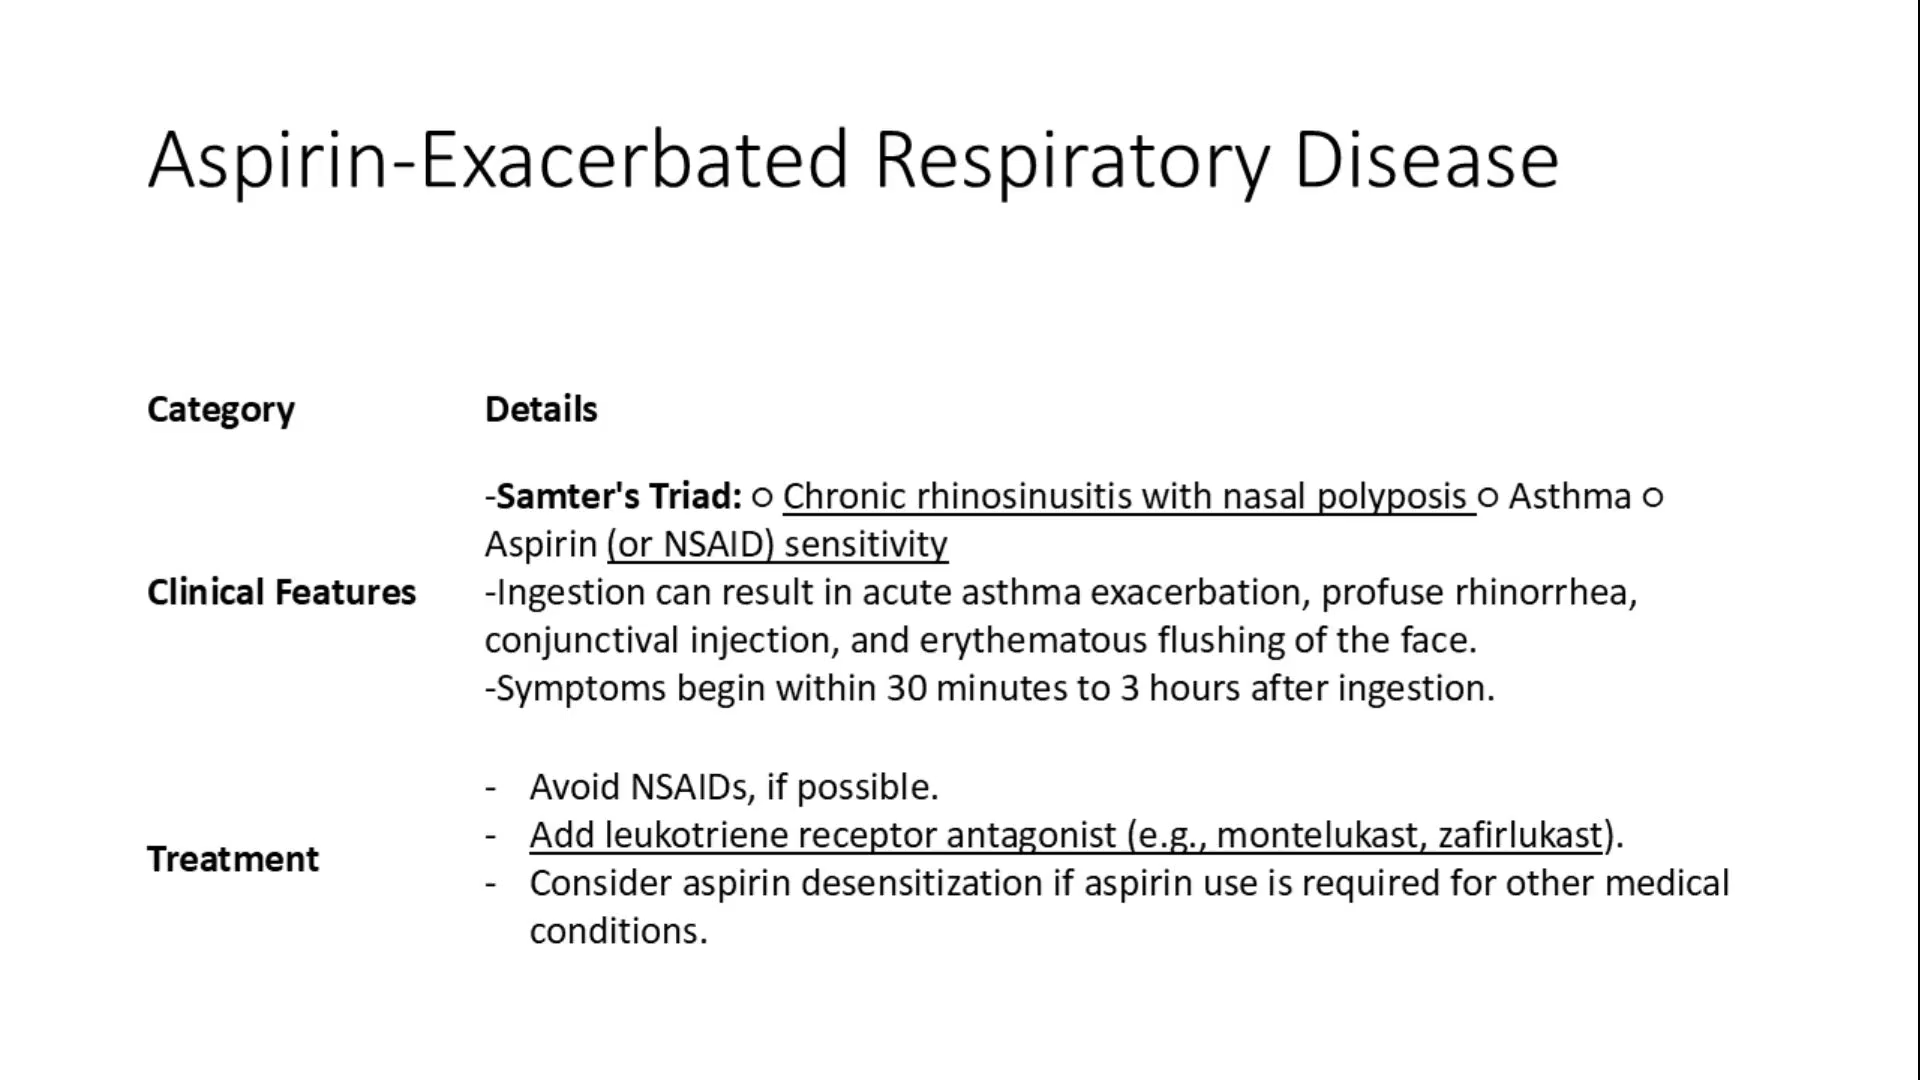 Aspirin-Exacerbated Respiratory Disease
Category
Details
Clinical Features
-Samter's Triad: ○ Chronic rhinosinusitis with nasal polyposis ○ Asthma ○
Aspirin (or NSAID) sensitivity
-Ingestion can result in acute asthma exacerbation, profuse rhinorrhea,
conjunctival injection, and erythematous flushing of the face.
-Symptoms begin within 30 minutes to 3 hours after ingestion.
Treatment
- Avoid NSAIDs, if possible.
- Add leukotriene receptor antagonist (e.g., montelukast, zafirlukast).
- Consider aspirin desensitization if aspirin use is required for other medical
conditions.